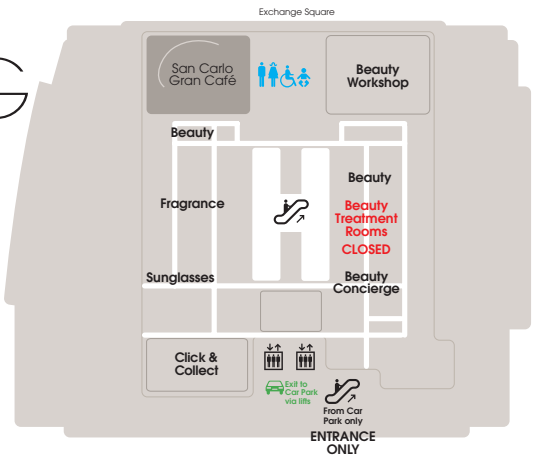 Exchange Square
San Carlo
Gran Café
Beauty
Workshop
Beauty
Beauty
Fragrance
Beauty
Treatment
Rooms
CLOSED
Sunglasses
Beauty
Concierge
Click &
Collect
Exit to
Car Park
via lifts
From Car
Park only
ENTRANCE
ONLY